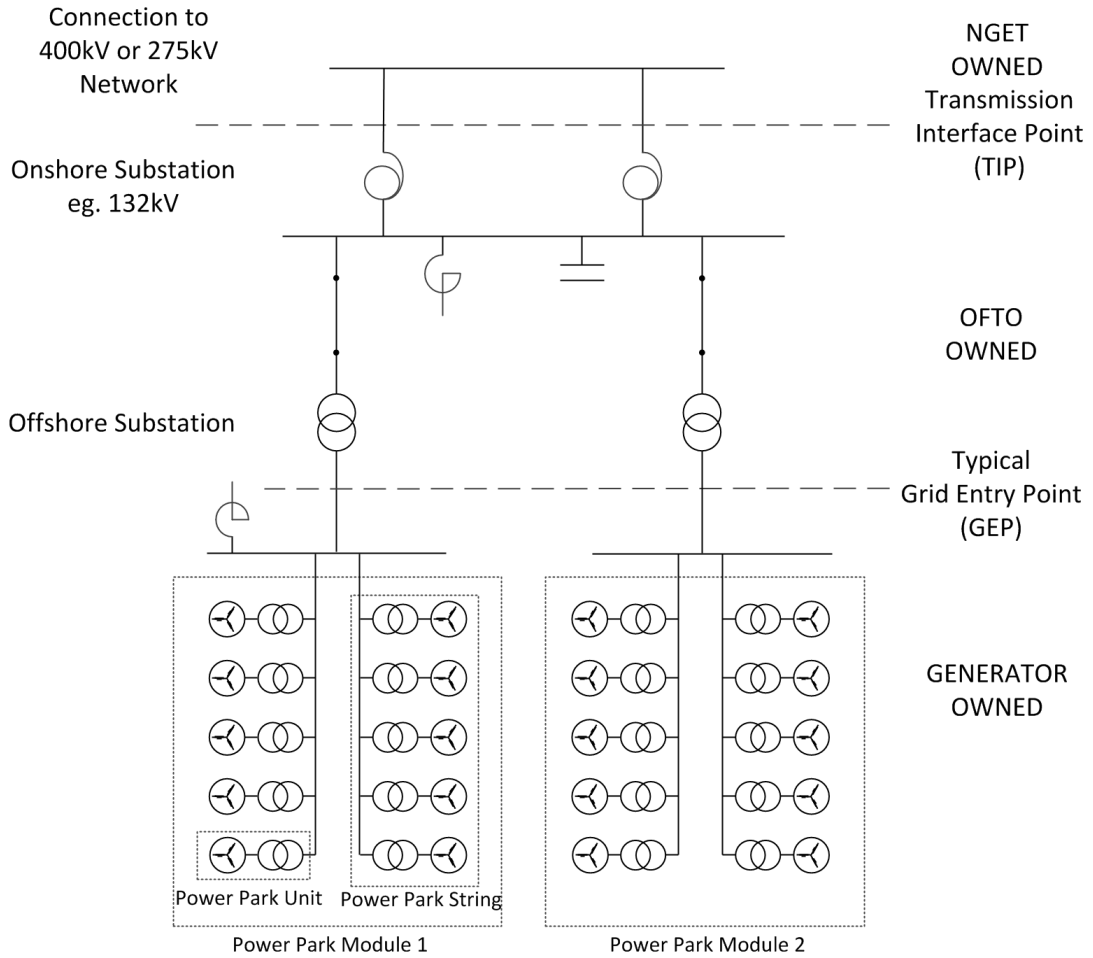 Connection to
400kV or 275kV
Network
NGET
OWNED
Transmission
Interface Point
(TIP)
Onshore Substation
eg. 132kV
OFTO
OWNED
Offshore Substation
Typical
Grid Entry Point
(GEP)
GENERATOR
OWNED
Power Park Unit
Power Park String
Power Park Module 1
Power Park Module 2